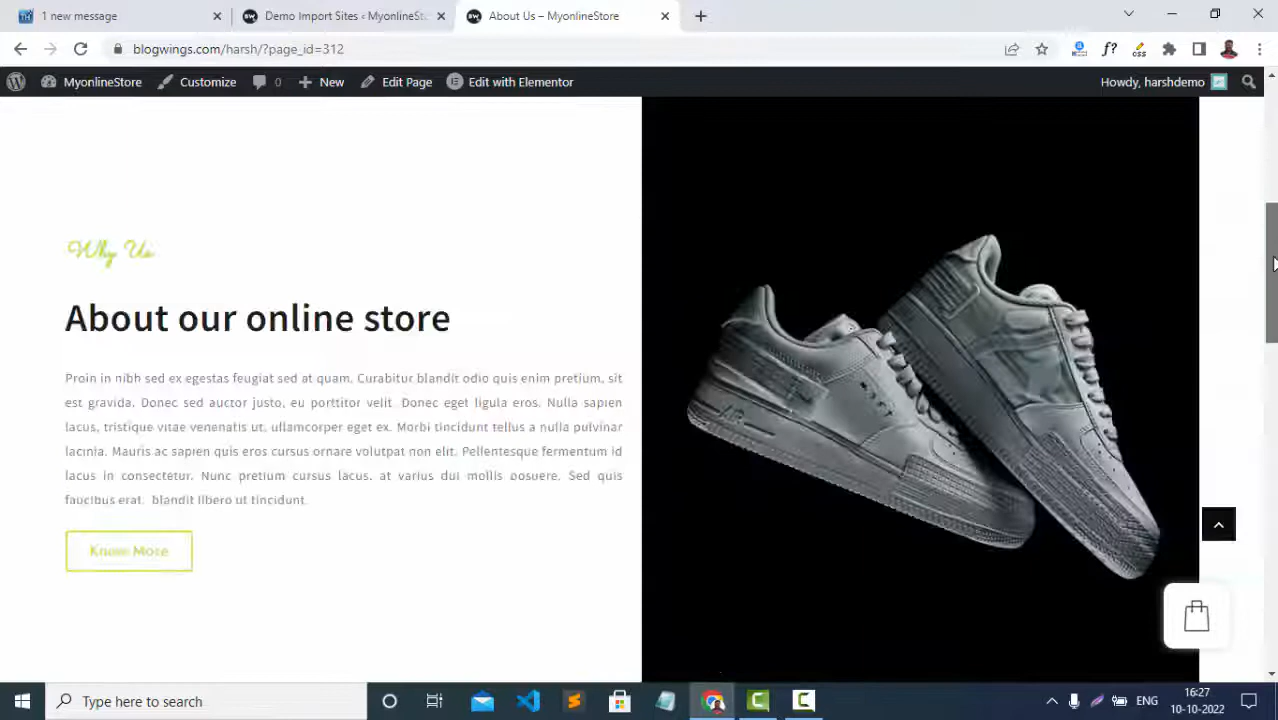 1 new message
Demo Import Sites ‹ MyonlineSt
About Us – MyonlineStore
blogwings.com/harsh/?page_id=312
MyonlineStore
Customize
0
New
Edit Page
Edit with Elementor
Howdy, harshdemo
Why Us
About our online store
Proin in nibh sed ex egestas feugiat sed at quam. Curabitur blandit odio quis enim pretium, sit
est gravida. Donec sed auctor justo, eu porttitor velit. Donec eget ligula eros. Nulla sapien
lacus, tristique vitae venenatis ut, ullamcorper eget ex. Morbi tincidunt tellus a nulla pulvinar
lacinia. Mauris ac sapien quis eros cursus ornare volutpat non elit. Pellentesque fermentum id
lacus in consectetur. Nunc pretium cursus lacus, at varius dui mollis posuere. Sed quis
faucibus erat, blandit libero ut tincidunt.
Know More
AIR
Type here to search
ENG
16:27
10-10-2022